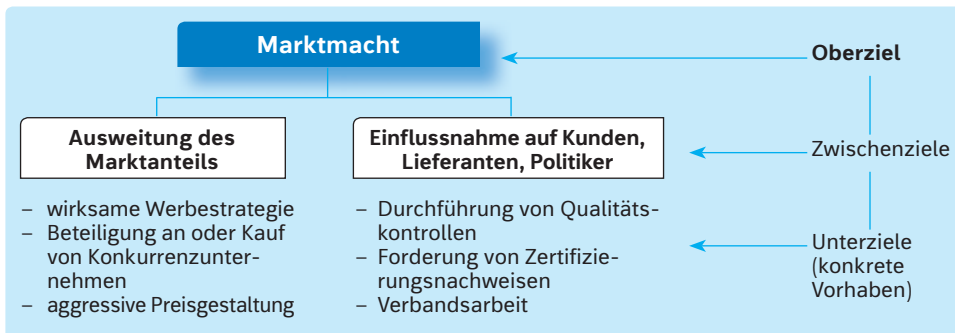 Marktmacht
Oberziel
Ausweitung des
Marktanteils
Einflussnahme auf Kunden,
Lieferanten, Politiker
Zwischenziele
– wirksame Werbestrategie
– Beteiligung an oder Kauf
von Konkurrenzunter-
nehmen
– aggressive Preisgestaltung
– Durchführung von Qualitäts-
kontrollen
– Forderung von Zertifizie-
rungsnachweisen
– Verbandsarbeit
Unterziele
(konkrete
Vorhaben)